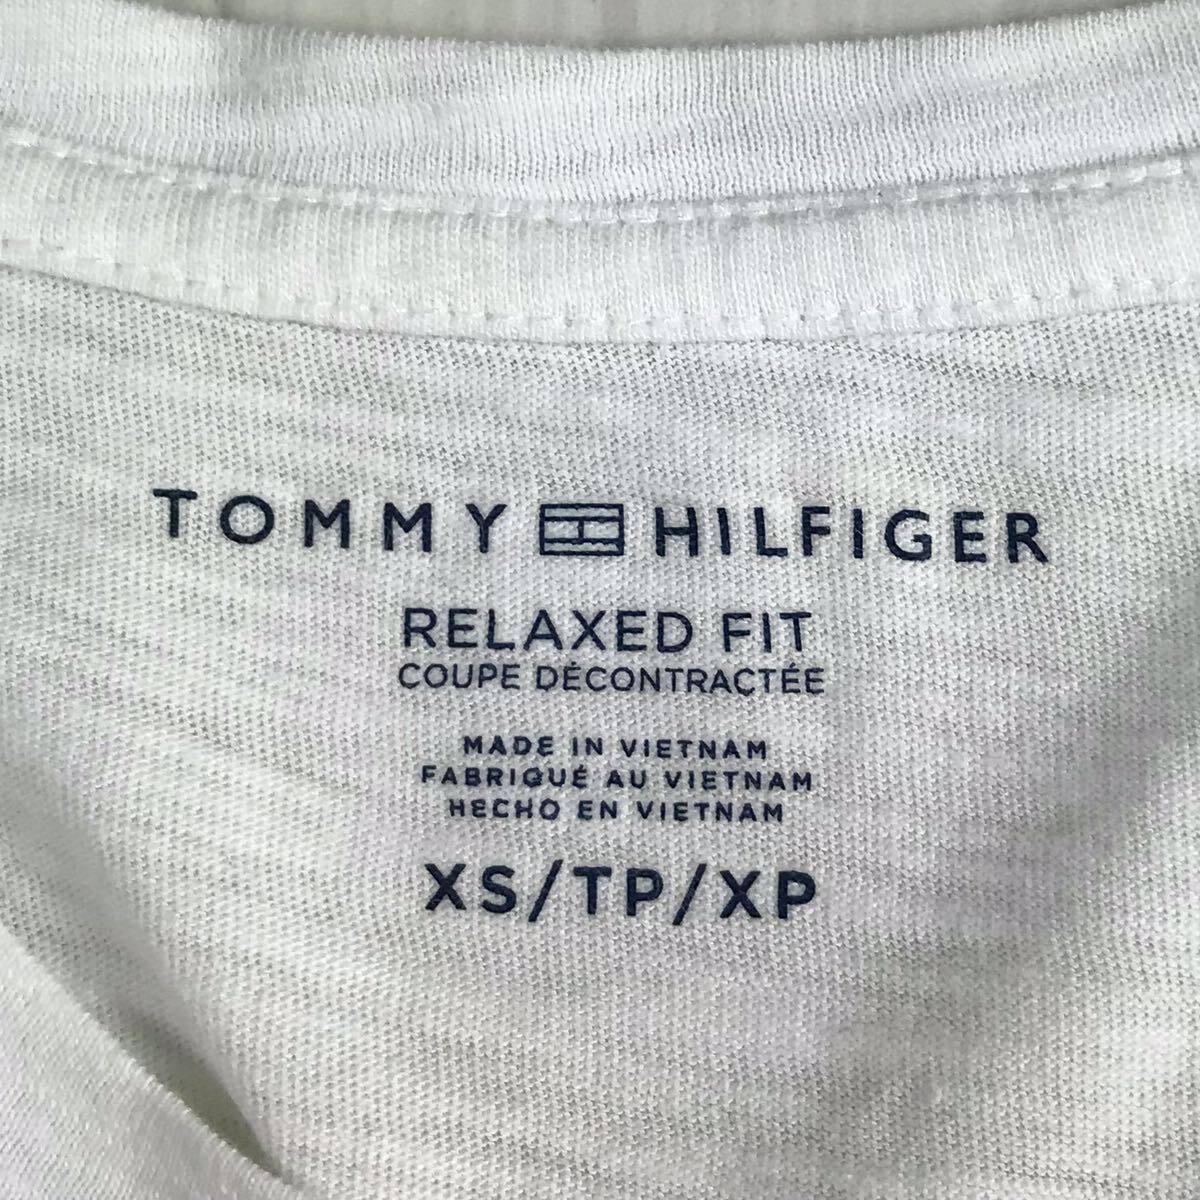 TOMMY HILFIGER
RELAXED FIT
COUPE DÉCONTRACTÉE
MADE IN VIETNAM
FABRIQUÉ AU VIETNAM
HECHO EN VIETNAM
XS/TP/XP